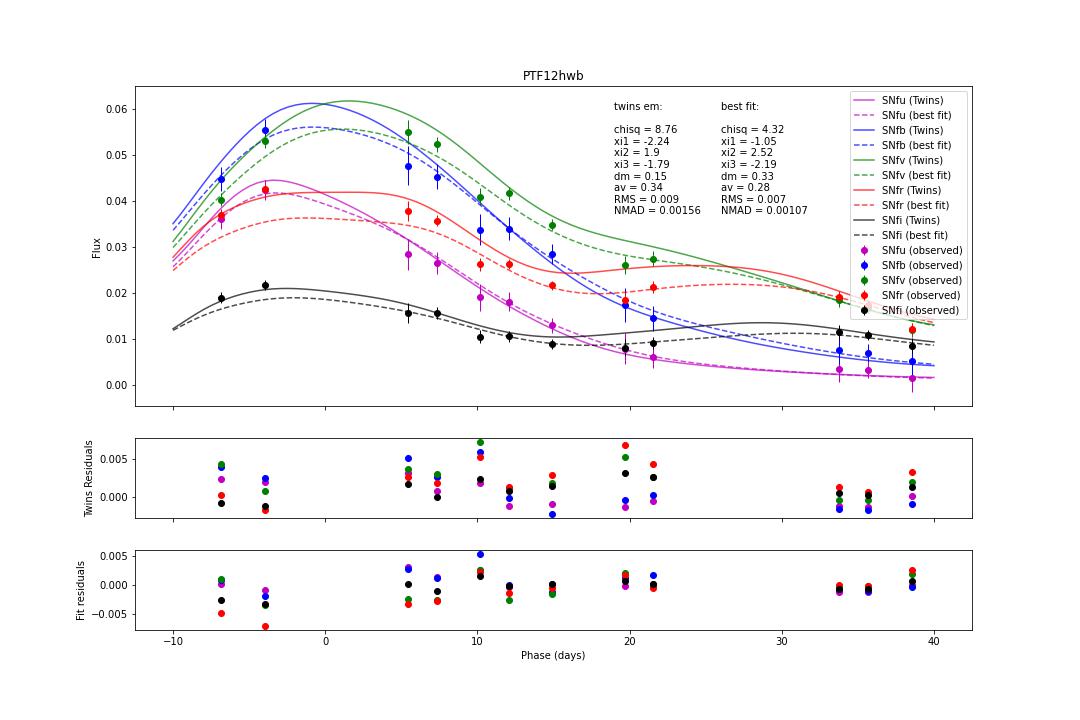 PTF12hwb
Flux
0.06
0.05
0.04
0.03
0.02
0.01
0.00
twins em:
chisq = 8.76
xi1 = -2.24
xi2 = 1.9
xi3 = -1.79
dm = 0.15
av = 0.34
RMS = 0.009
NMAD = 0.00156
best fit:
chisq = 4.32
xi1 = -1.05
xi2 = 2.52
xi3 = -2.19
dm = 0.33
av = 0.28
RMS = 0.007
NMAD = 0.00107
SNfu (Twins)
SNfu (best fit)
SNfb (Twins)
SNfb (best fit)
SNfv (Twins)
SNfv (best fit)
SNfr (Twins)
SNfr (best fit)
SNfi (Twins)
SNfi (best fit)
SNfu (observed)
SNfb (observed)
SNfv (observed)
SNfr (observed)
SNfi (observed)
Twins Residuals
0.005
0.000
Fit residuals
0.005
0.000
−0.005
−10
0
10
20
30
40
Phase (days)